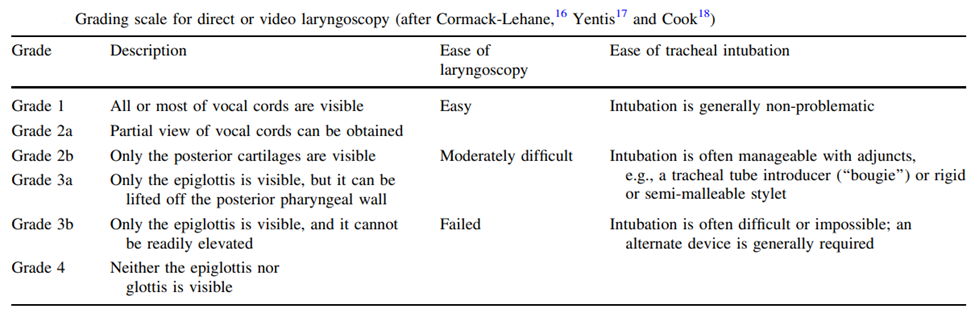 Grading scale for direct or video laryngoscopy (after Cormack-Lehane,16 Yentis17 and Cook18)
Grade Description Ease of laryngoscopy Ease of tracheal intubation
Grade 1 All or most of vocal cords are visible Easy Intubation is generally non-problematic
Grade 2a Partial view of vocal cords can be obtained
Grade 2b Only the posterior cartilages are visible Moderately difficult Intubation is often manageable with adjuncts,
e.g., a tracheal tube introducer (“bougie”) or rigid
or semi-malleable stylet
Grade 3a Only the epiglottis is visible, but it can be
lifted off the posterior pharyngeal wall
Grade 3b Only the epiglottis is visible, and it cannot
be readily elevated
Failed Intubation is often difficult or impossible; an
alternate device is generally required
Grade 4 Neither the epiglottis nor
glottis is visible